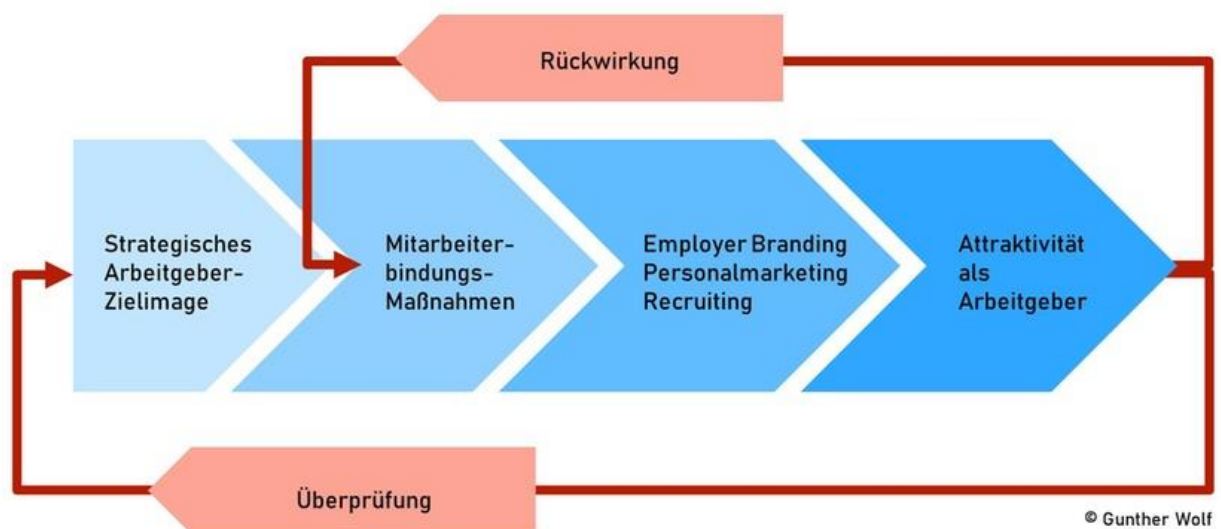 Rückwirkung
Strategisches
Arbeitgeber-
Zielimage
Mitarbeiter-
bindungs-
Maßnahmen
Employer Branding
Personalmarketing
Recruiting
Attraktivität
als
Arbeitgeber
Überprüfung
© Gunther Wolf